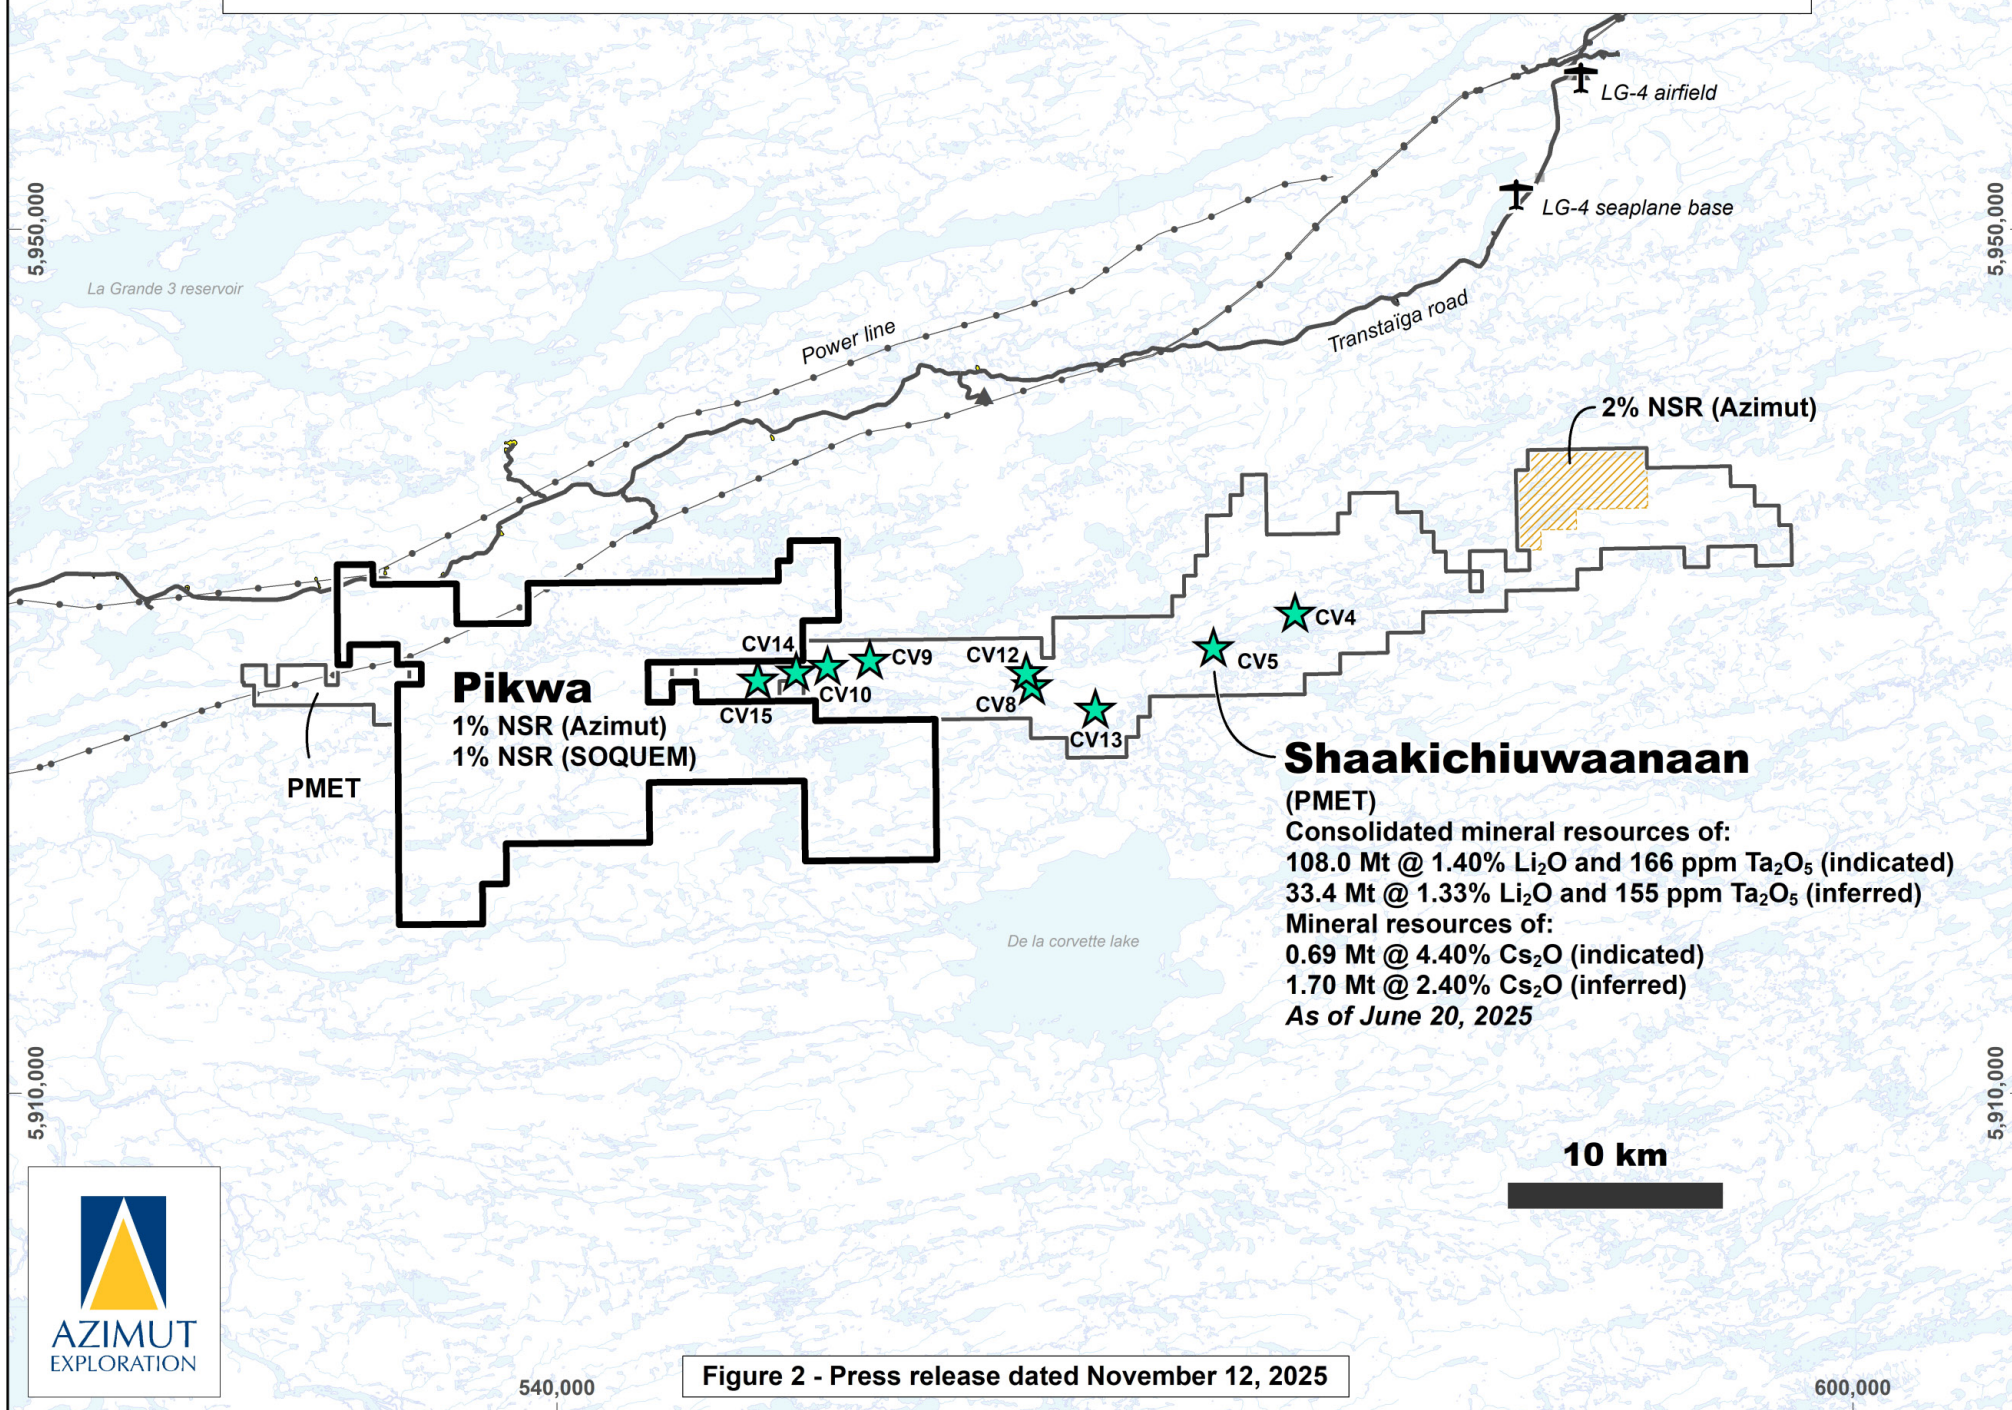 LG-4 airfield
5,950,000
5,950,000
LG-4 seaplane base
La Grande 3 reservoir
Power line
Transtaïga road
2% NSR (Azimut)
CV4
CV14
CV9
CV12
CV5
Pikwa
1% NSR (Azimut)
1% NSR (SOQUEM)
CV10
CV15
CV8
CV13
PMET
Shaakichiuwaanaan
(PMET)
Consolidated mineral resources of:
108.0 Mt @ 1.40% Li₂O and 166 ppm Ta₂O₅ (indicated)
33.4 Mt @ 1.33% Li₂O and 155 ppm Ta₂O₅ (inferred)
Mineral resources of:
0.69 Mt @ 4.40% Cs₂O (indicated)
1.70 Mt @ 2.40% Cs₂O (inferred)
As of June 20, 2025
De la corvette lake
5,910,000
5,910,000
10 km
AZIMUT
EXPLORATION
Figure 2 - Press release dated November 12, 2025
540,000
600,000